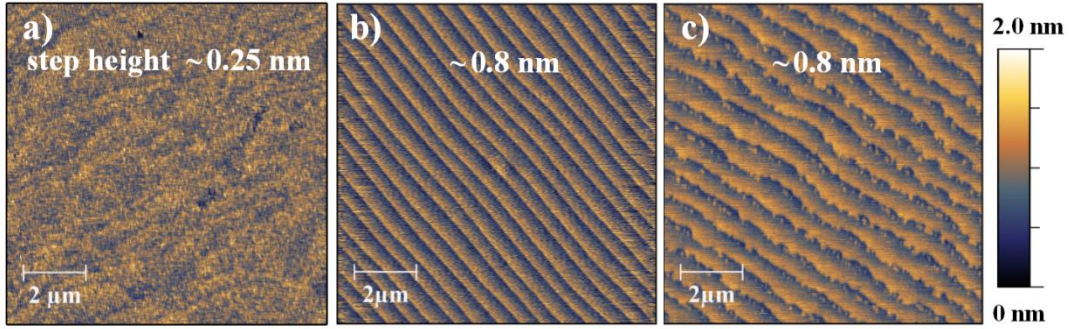 a)
step height ~0.25 nm
2 µm
b)
~0.8 nm
2µm
c)
~0.8 nm
2µm
2.0 nm
0 nm